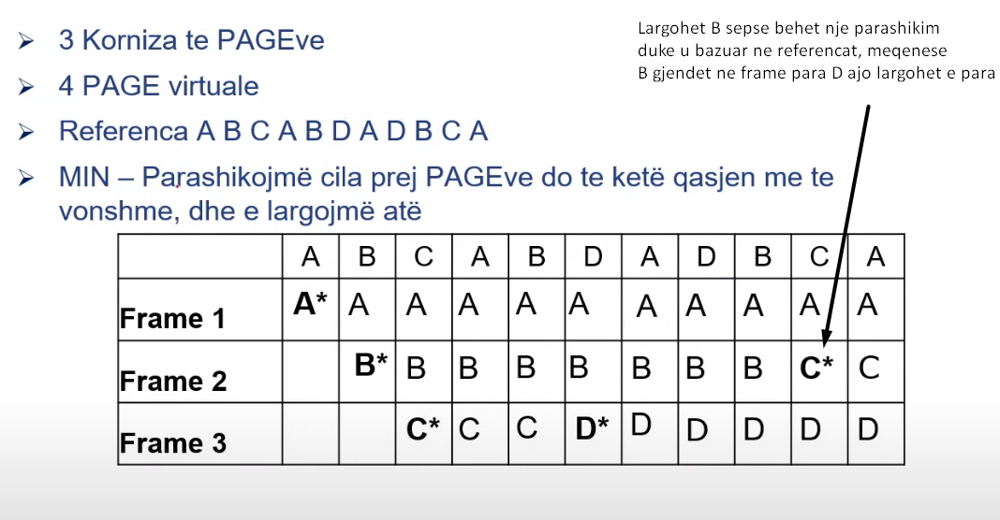 3 Korniza te PAGEve
4 PAGE virtuale
Referenca A B C A B D A D B C A
MIN – Parashikojmë cila prej PAGEve do te ketë qasjen me te
vonshme, dhe e largojmë atë
Largohet B sepse behet nje parashikim
duke u bazuar ne referencat, meqenese
B gjendet ne frame para D ajo largohet e para
A B C A B D A D B C A
Frame 1 A* A A A A A A A A A A
Frame 2 B* B B B B B B B C* C
Frame 3 C* C C D* D D D D D